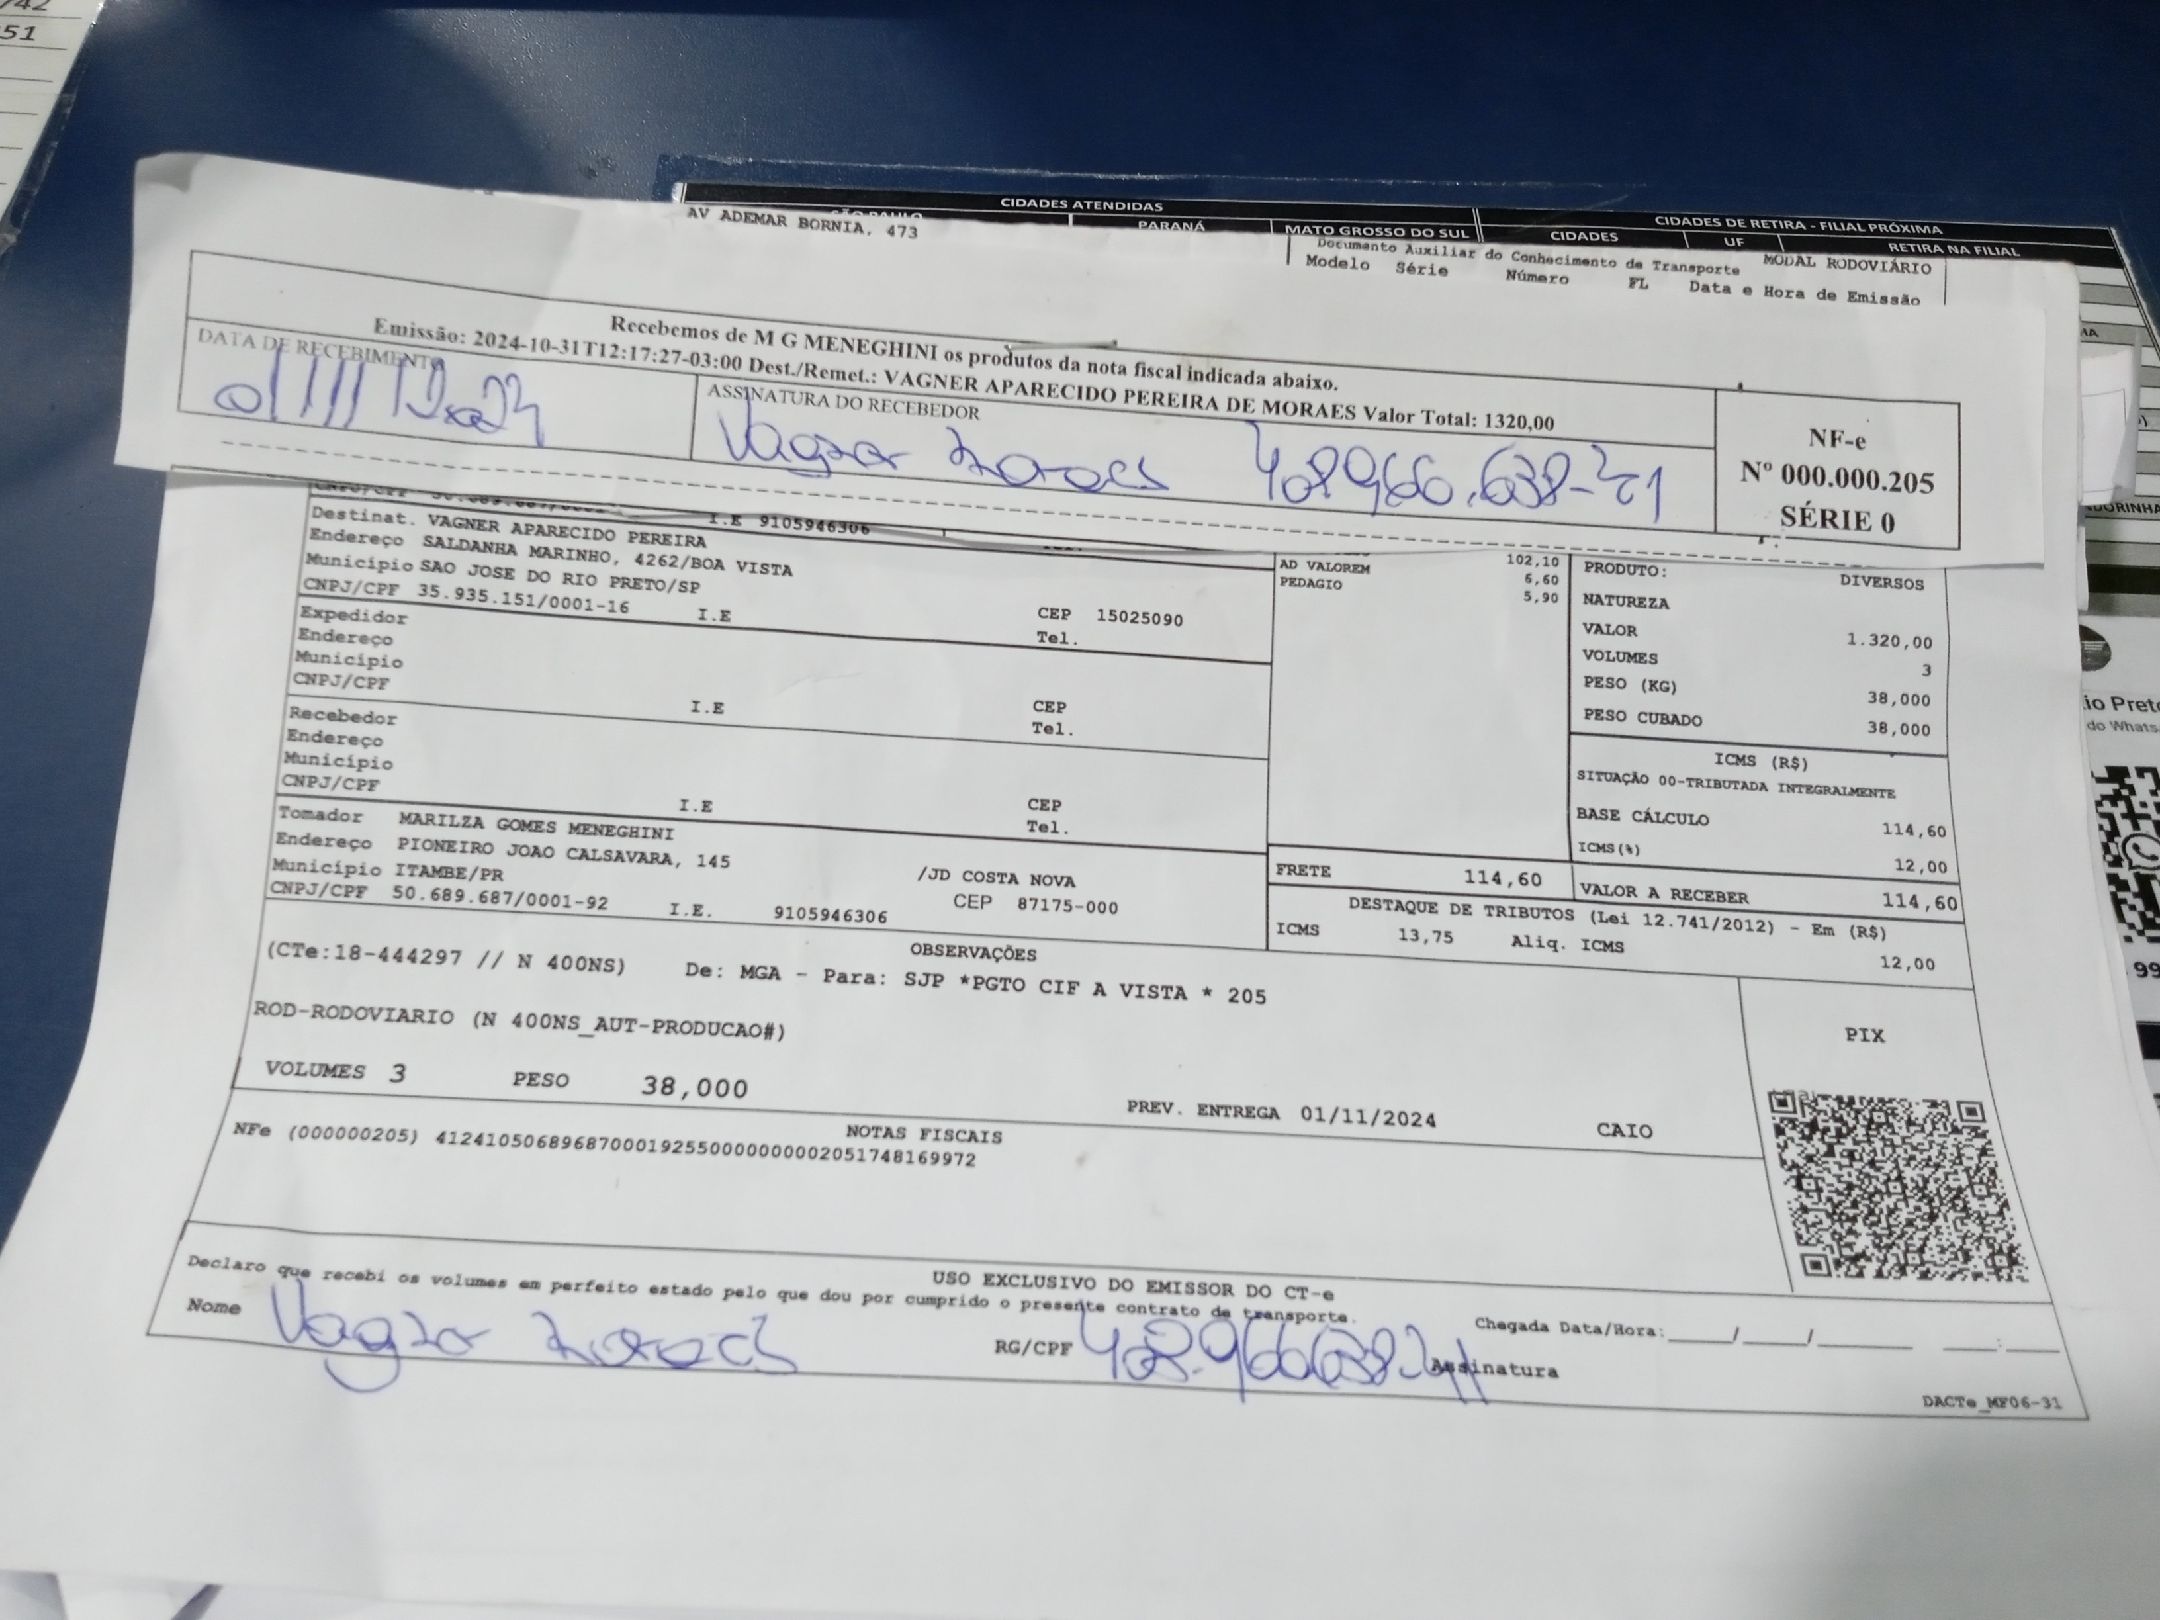 742
51
CIDADES ATENDIDAS
PARANÁ
MATO GROSSO DO SUL
CIDADES DE RETIRA - FILIAL PRÓXIMA
CIDADES
UF
RETIRA NA FILIAL
AV ADEMAR BORNIA, 473
Documento Auxiliar do Conhecimento de Transporte
MODAL RODOVIÁRIO
Modelo Série Número FL Data e Hora de Emissão
Recebemos de M G MENEGHINI os produtos da nota fiscal indicada abaixo.
Emissão: 2024-10-31T12:17:27-03:00 Dest./Remet.: VAGNER APARECIDO PEREIRA DE MORAES Valor Total: 1320,00
DATA DE RECEBIMENTO
ASSINATURA DO RECEBEDOR
NF-e
Nº 000.000.205
SÉRIE 0
I.E 9105946306
Destinat. VAGNER APARECIDO PEREIRA
Endereço SALDANHA MARINHO, 4262/BOA VISTA
Município SAO JOSE DO RIO PRETO/SP
CNPJ/CPF 35.935.151/0001-16 I.E
CEP 15025090
Tel.
Expedidor
Endereço
Município
CNPJ/CPF
I.E
CEP
Tel.
Recebedor
Endereço
Município
CNPJ/CPF
I.E
CEP
Tel.
Tomador MARILZA GOMES MENEGHINI
Endereço PIONEIRO JOAO CALSAVARA, 145 /JD COSTA NOVA
Município ITAMBE/PR CEP 87175-000
CNPJ/CPF 50.689.687/0001-92 I.E. 9105946306
102,10
AD VALOREM 6,60
PEDAGIO 5,90
PRODUTO: DIVERSOS
NATUREZA
VALOR 1.320,00
VOLUMES 3
PESO (KG) 38,000
PESO CUBADO 38,000
ICMS (R$)
SITUAÇÃO 00-TRIBUTADA INTEGRALMENTE
BASE CÁLCULO 114,60
ICMS(%) 12,00
FRETE 114,60
VALOR A RECEBER 114,60
DESTAQUE DE TRIBUTOS (Lei 12.741/2012) - Em (R$)
ICMS 13,75 Aliq. ICMS 12,00
OBSERVAÇÕES
(CTe:18-444297 // N 400NS) De: MGA - Para: SJP *PGTO CIF A VISTA * 205
ROD-RODOVIARIO (N 400NS_AUT-PRODUCAO#)
PIX
VOLUMES 3 PESO 38,000
PREV. ENTREGA 01/11/2024 CAIO
NOTAS FISCAIS
NFe (000000205) 41241050689687000192550000000002051748169972
USO EXCLUSIVO DO EMISSOR DO CT-e
Declaro que recebi os volumes em perfeito estado pelo que dou por cumprido o presente contrato de transporte.
Nome
RG/CPF
Assinatura
Chegada Data/Hora:____/____/______ ___:___
DACTe_MF06-31